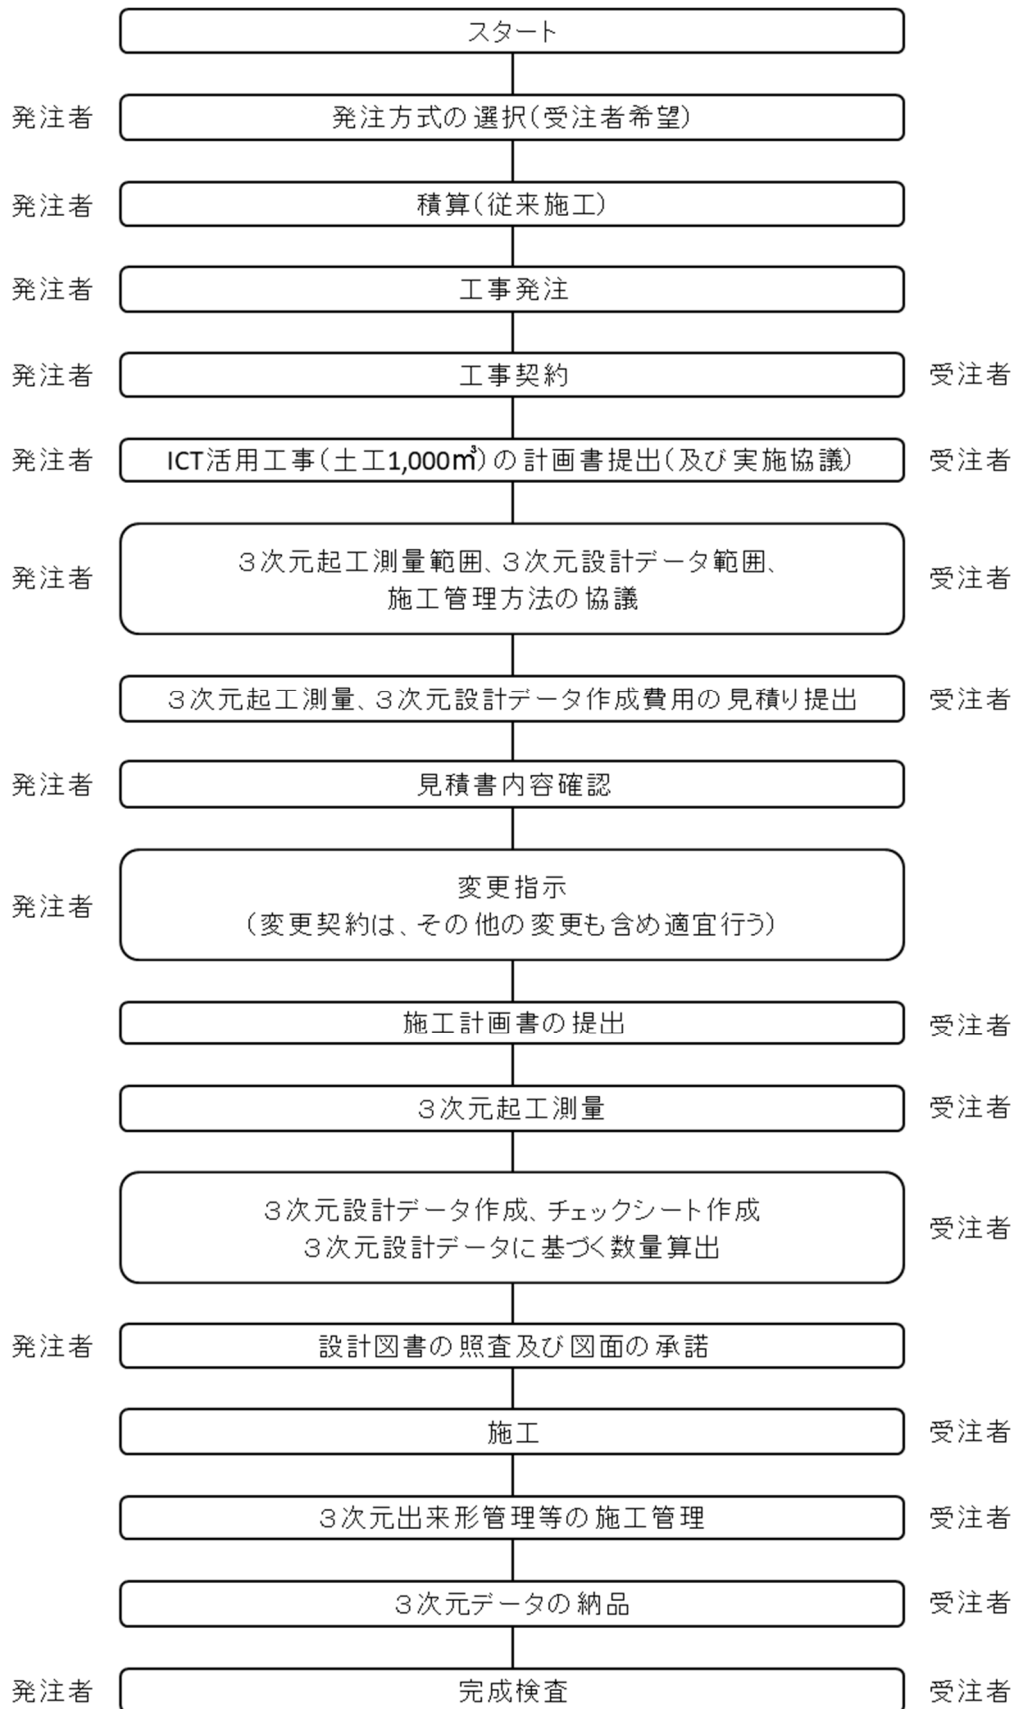 スタート
発注者 発注方式の選択(受注者希望)
発注者 積算(従来施工)
発注者 工事発注
発注者 工事契約 受注者
発注者 ICT活用工事(土工1,000㎥)の計画書提出(及び実施協議) 受注者
3次元起工測量範囲、3次元設計データ範囲、
発注者 施工管理方法の協議 受注者
3次元起工測量、3次元設計データ作成費用の見積り提出 受注者
発注者 見積書内容確認
変更指示
発注者 (変更契約は、その他の変更も含め適宜行う)
施工計画書の提出 受注者
3次元起工測量 受注者
3次元設計データ作成、チェックシート作成
3次元設計データに基づく数量算出 受注者
発注者 設計図書の照査及び図面の承諾
施工 受注者
3次元出来形管理等の施工管理 受注者
3次元データの納品 受注者
発注者 完成検査 受注者